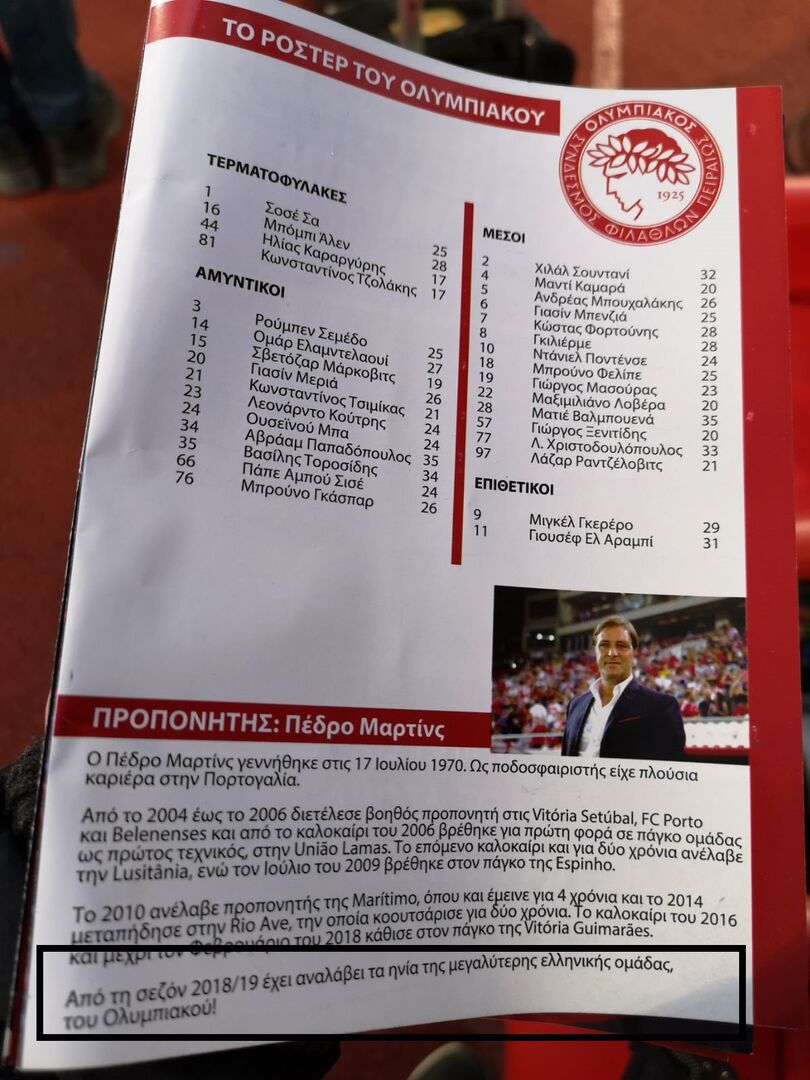 ΤΟ ΡΟΣΤΕΡ ΤΟΥ ΟΛΥΜΠΙΑΚΟΥ
ΟΛΥΜΠΙΑΚΟΣ ΣΥΝΔΕΣΜΟΣ ΦΙΛΑΘΛΩΝ ΠΕΙΡΑΙΩΣ
1925
ΤΕΡΜΑΤΟΦΥΛΑΚΕΣ
1 Σοσέ Σα 25
16 Μπόμπι Άλεν 28
44 Ηλίας Καραργύρης 17
81 Κωνσταντίνος Τζολάκης 17
ΑΜΥΝΤΙΚΟΙ
3 Ρούμπεν Σεμέδο 25
14 Ομάρ Ελαμντελαουί 27
15 Σβετόζαρ Μάρκοβιτς 19
20 Γιασίν Μεριά 26
21 Κωνσταντίνος Τσιμίκας 21
23 Λεονάρντο Κούτρης 24
24 Ουσεϊνού Μπα 24
34 Αβραάμ Παπαδόπουλος 35
35 Βασίλης Τοροσίδης 34
66 Πάπε Αμπού Σισέ 24
76 Μπρούνο Γκάσπαρ 26
ΜΕΣΟΙ
2 Χιλάλ Σουντανί 32
4 Μαντί Καμαρά 20
5 Ανδρέας Μπουχαλάκης 26
6 Γιασίν Μπενζιά 25
7 Κώστας Φορτούνης 28
8 Γκιλιέρμε 28
10 Ντάνιελ Ποντένσε 24
18 Μπρούνο Φελίπε 25
19 Γιώργος Μασούρας 23
22 Μαξιμιλιάνο Λοβέρα 20
28 Ματιέ Βαλμπουενά 35
57 Γιώργος Ξενιτίδης 20
77 Λ. Χριστοδουλόπουλος 33
97 Λάζαρ Ραντζέλοβιτς 21
ΕΠΙΘΕΤΙΚΟΙ
9 Μιγκέλ Γκερέρο 29
11 Γιουσέφ Ελ Αραμπί 31
ΠΡΟΠΟΝΗΤΗΣ: Πέδρο Μαρτίνς
Ο Πέδρο Μαρτίνς γεννήθηκε στις 17 Ιουλίου 1970. Ως ποδοσφαιριστής είχε πλούσια
καριέρα στην Πορτογαλία.
Από το 2004 έως το 2006 διετέλεσε βοηθός προπονητή στις Vitória Setúbal, FC Porto
και Belenenses και από το καλοκαίρι του 2006 βρέθηκε για πρώτη φορά σε πάγκο ομάδας
ως πρώτος τεχνικός, στην União Lamas. Το επόμενο καλοκαίρι και για δύο χρόνια ανέλαβε
την Lusitânia, ενώ τον Ιούλιο του 2009 βρέθηκε στον πάγκο της Espinho.
Το 2010 ανέλαβε προπονητής της Marítimo, όπου και έμεινε για 4 χρόνια και το 2014
μεταπήδησε στην Rio Ave, την οποία κοουτσάρισε για δύο χρόνια. Το καλοκαίρι του 2016
και μέχρι τον Φεβρουάριο του 2018 κάθισε στον πάγκο της Vitória Guimarães.
Από τη σεζόν 2018/19 έχει αναλάβει τα ηνία της μεγαλύτερης ελληνικής ομάδας,
του Ολυμπιακού!